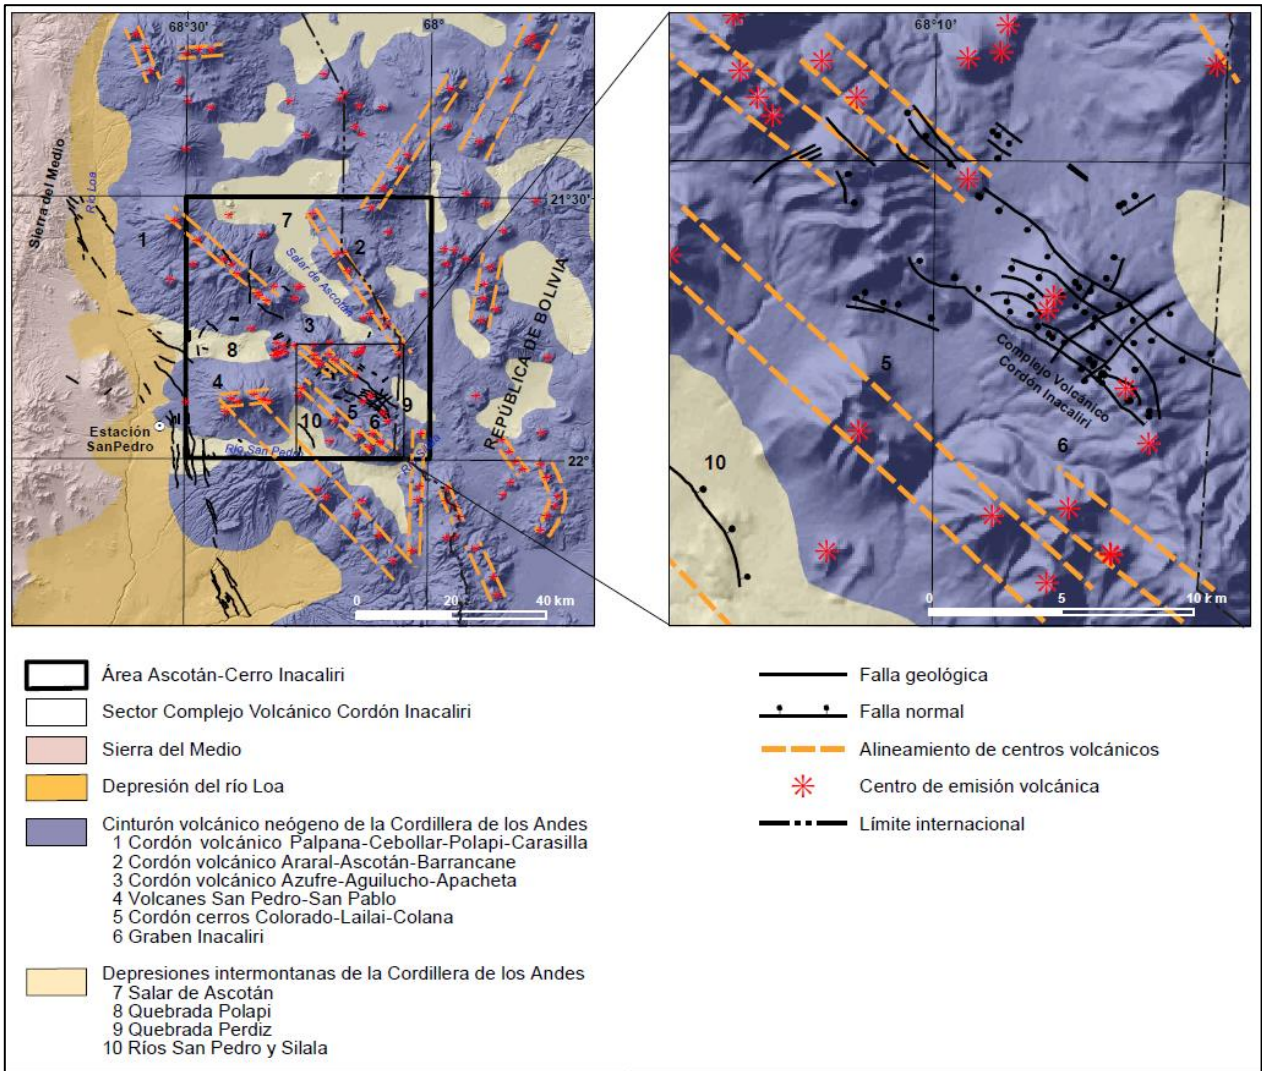 68°30'
68°
Sierra del Medio
Río Loa
21°30'
1
7
2
Salar de Ascotán
3
8
REPÚBLICA DE BOLIVIA
4
5
9
10
6
Estación
SanPedro
Río San Pedro
22°
0
20
40 km
68°10'
5
Complejo Volcánico
Cordón Inacaliri
6
10
0
5
10 km
Área Ascotán-Cerro Inacaliri
Sector Complejo Volcánico Cordón Inacaliri
Sierra del Medio
Depresión del río Loa
Cinturón volcánico neógeno de la Cordillera de los Andes
1 Cordón volcánico Palpana-Cebollar-Polapi-Carasilla
2 Cordón volcánico Araral-Ascotán-Barrancane
3 Cordón volcánico Azufre-Aguilucho-Apacheta
4 Volcanes San Pedro-San Pablo
5 Cordón cerros Colorado-Lailai-Colana
6 Graben Inacaliri
Depresiones intermontanas de la Cordillera de los Andes
7 Salar de Ascotán
8 Quebrada Polapi
9 Quebrada Perdiz
10 Ríos San Pedro y Silala
Falla geológica
Falla normal
Alineamiento de centros volcánicos
Centro de emisión volcánica
Límite internacional